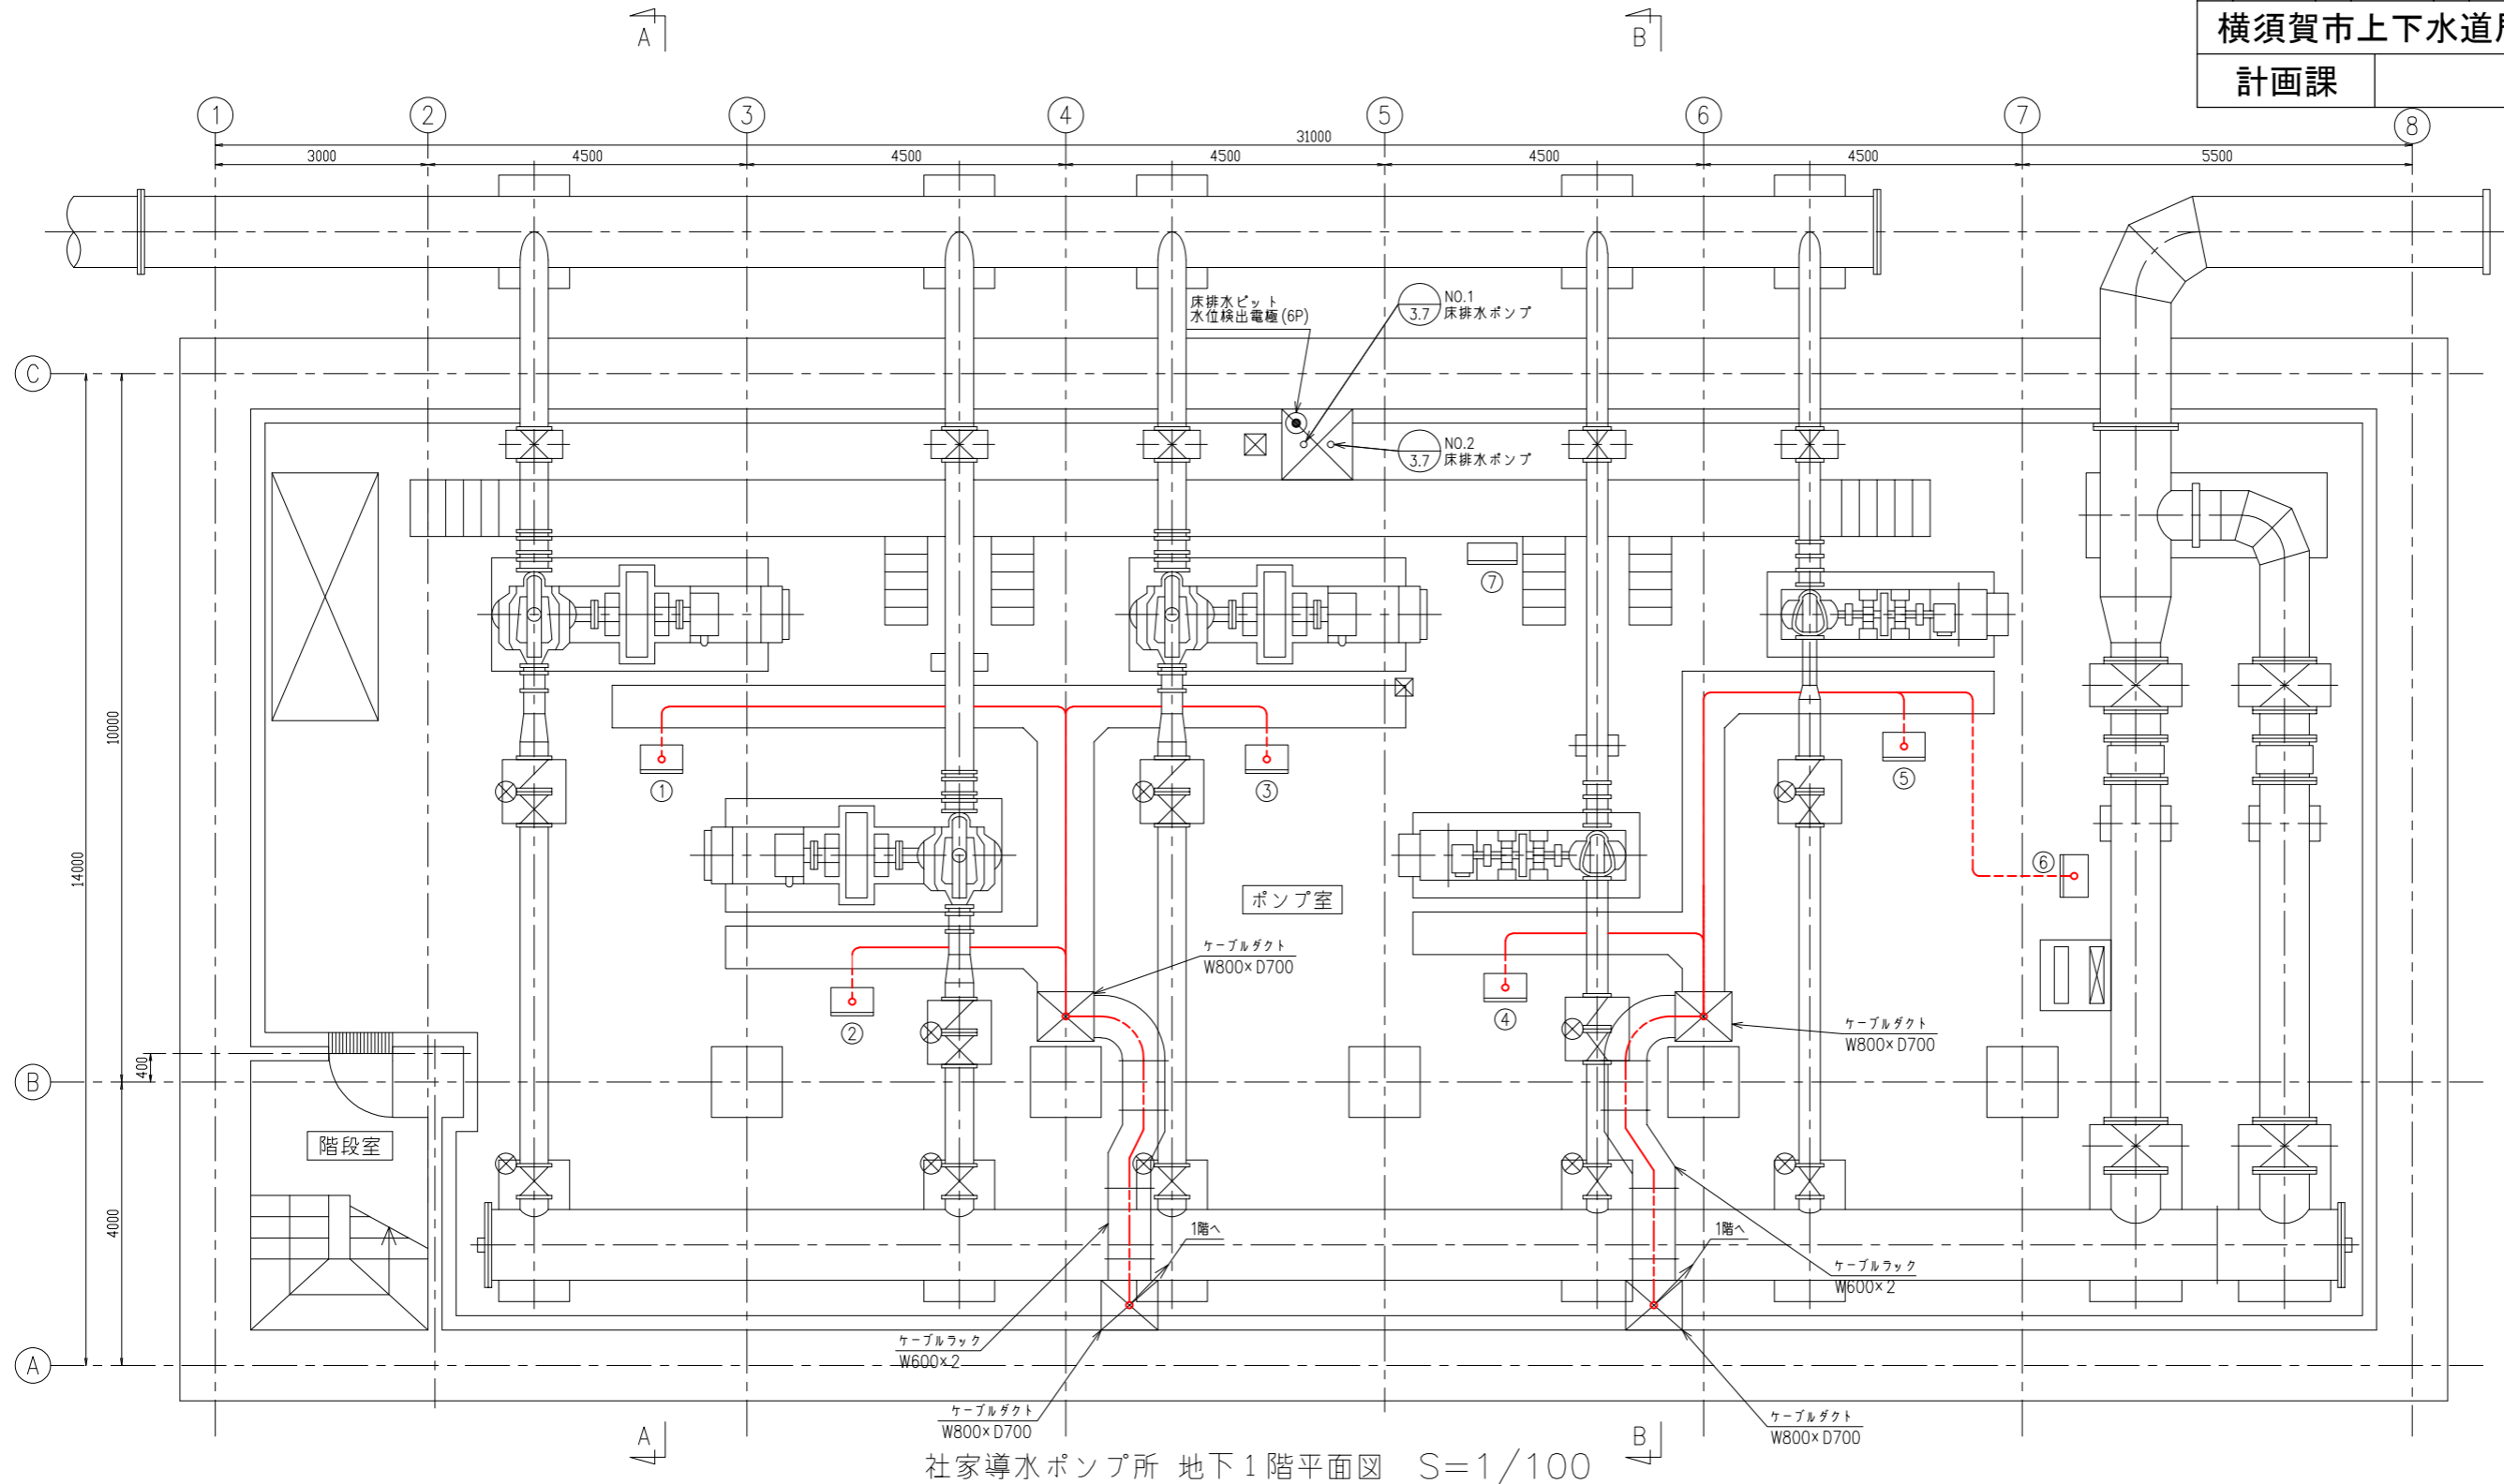 横須賀市上下水道局
計画課
A
B
1
2
3
4
5
6
7
8
31000
3000
4500
4500
4500
4500
4500
5500
床排水ピット
水位検出電極(6P)
NO.1
3.7
床排水ポンプ
NO.2
3.7
床排水ポンプ
C
B
A
14000
10000
400
4000
①
②
③
④
⑤
⑥
⑦
ポンプ室
階段室
ケーブルダクト
W800×D700
ケーブルダクト
W800×D700
1階へ
1階へ
ケーブルラック
W600×2
ケーブルラック
W600×2
ケーブルダクト
W800×D700
ケーブルダクト
W800×D700
A
B
社家導水ポンプ所 地下1階平面図 S=1/100